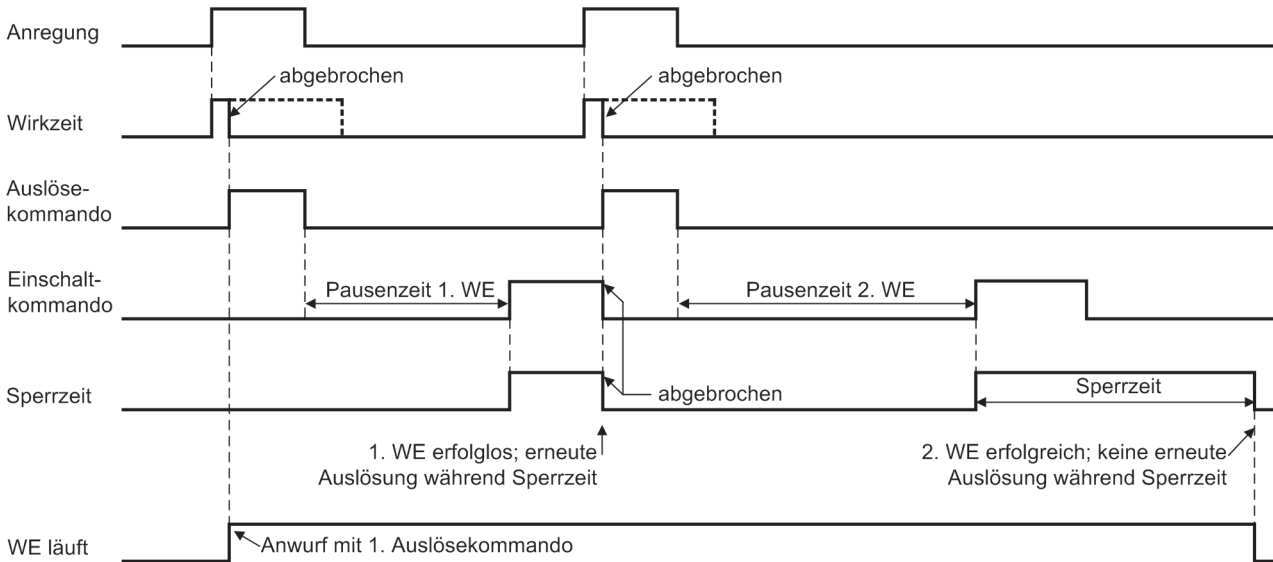 Anregung
abgebrochen
abgebrochen
Wirkzeit
Auslöse-
kommando
Einschalt-
kommando
Pausenzeit 1. WE
Pausenzeit 2. WE
Sperrzeit
abgebrochen
Sperrzeit
1. WE erfolglos; erneute
Auslösung während Sperrzeit
2. WE erfolgreich; keine erneute
Auslösung während Sperrzeit
WE läuft
Anwurf mit 1. Auslösekommando